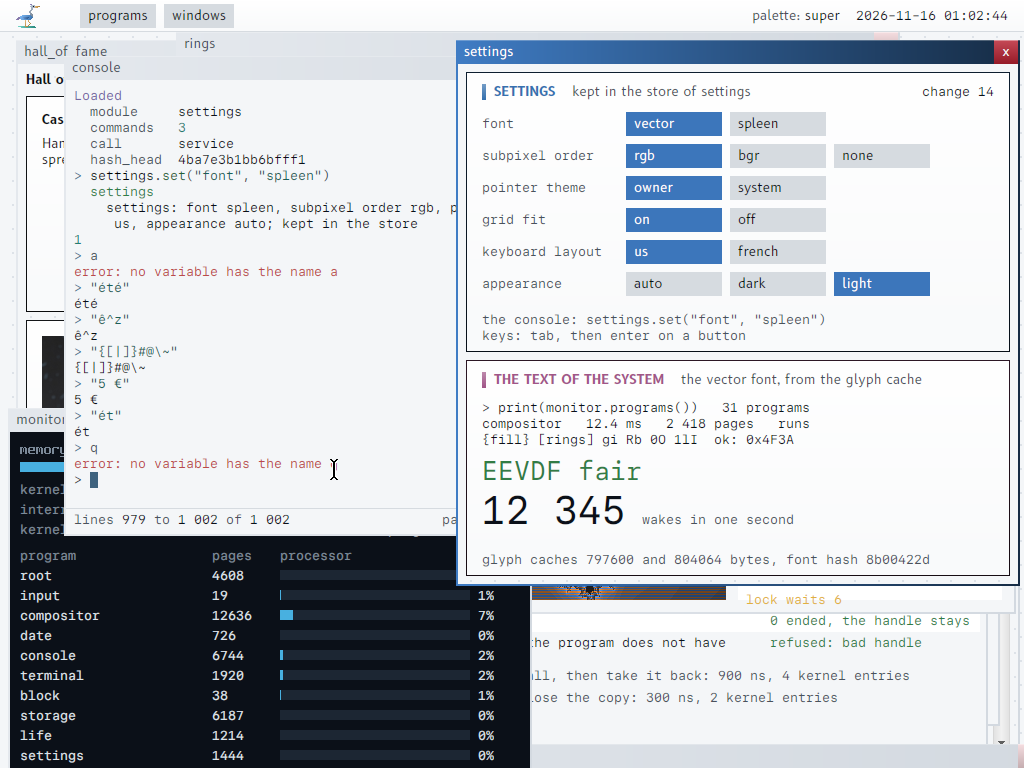 programs windows palette: super 2026-11-16 01:02:44
rings
hall_of fame
console
Hall o
Cas
Han
spre
Loaded
module settings
commands 3
call service
hash_head 4ba7e3b1bb6bfff1
> settings.set("font", "spleen")
settings
settings: font spleen, subpixel order rgb, p
us, appearance auto; kept in the store
1
> a
error: no variable has the name a
> "été"
été
> "ê^z"
ê^z
> "{[|]}#@\~"
{[|]}#@\~
> "5 €"
5 €
> "ét"
ét
> q
error: no variable has the name
>
lines 979 to 1 002 of 1 002 pa
settings x
SETTINGS kept in the store of settings change 14
font vector spleen
subpixel order rgb bgr none
pointer theme owner system
grid fit on off
keyboard layout us french
appearance auto dark light
the console: settings.set("font", "spleen")
keys: tab, then enter on a button
THE TEXT OF THE SYSTEM the vector font, from the glyph cache
> print(monitor.programs()) 31 programs
compositor 12.4 ms 2 418 pages runs
{fill} [rings] gi Rb 0O 1lI ok: 0x4F3A
EEVDF fair
12 345 wakes in one second
glyph caches 797600 and 804064 bytes, font hash 8b00422d
monitor
memory
kernel
inter
kerne
program pages processor
root 4608
input 19 1%
compositor 12636 7%
date 726 0%
console 6744 2%
terminal 1920 2%
block 38 1%
storage 6187 0%
life 1214 0%
settings 1444 0%
lock waits 6
0 ended, the handle stays
the program does not have refused: bad handle
all, then take it back: 900 ns, 4 kernel entries
lose the copy: 300 ns, 2 kernel entries